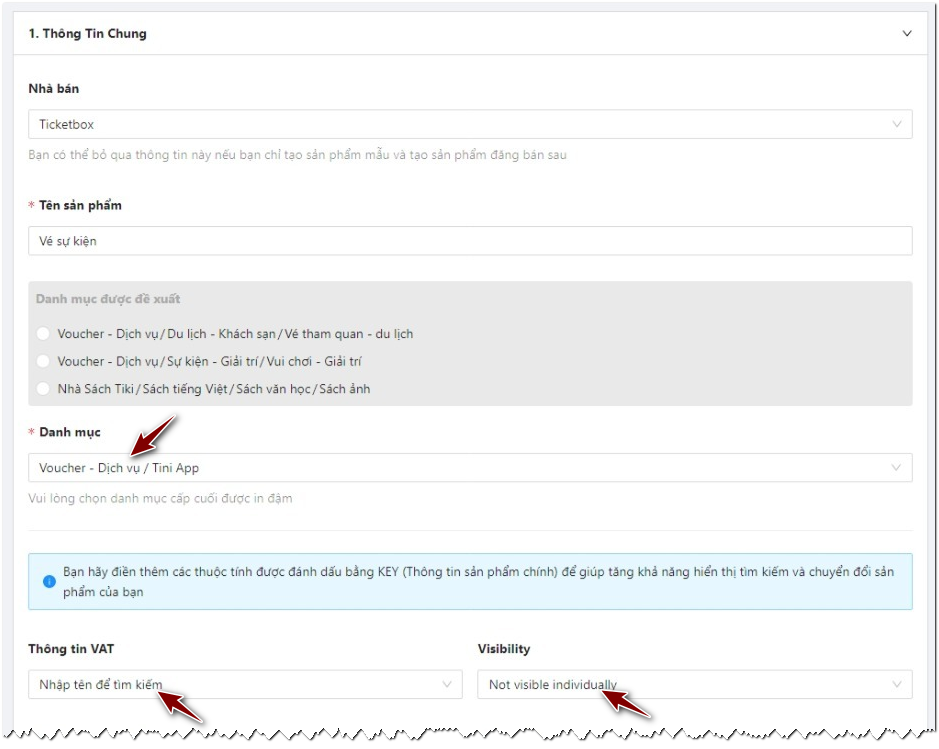 1. Thông Tin Chung
Nhà bán
Ticketbox
Bạn có thể bỏ qua thông tin này nếu bạn chỉ tạo sản phẩm mẫu và tạo sản phẩm đăng bán sau
* Tên sản phẩm
Vé sự kiện
Danh mục được đề xuất
Voucher - Dịch vụ/Du lịch - Khách sạn/Vé tham quan - du lịch
Voucher - Dịch vụ/Sự kiện - Giải trí/Vui chơi - Giải trí
Nhà Sách Tiki/Sách tiếng Việt/Sách văn học/Sách ảnh
* Danh mục
Voucher - Dịch vụ / Tini App
Vui lòng chọn danh mục cấp cuối được in đậm
Bạn hãy điền thêm các thuộc tính được đánh dấu bằng KEY (Thông tin sản phẩm chính) để giúp tăng khả năng hiển thị tìm kiếm và chuyển đổi sản
phẩm của bạn
Thông tin VAT
Visibility
Nhập tên để tìm kiếm
Not visible individually